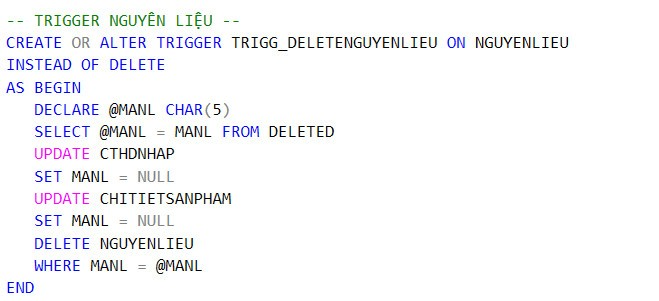 -- TRIGGER NGUYÊN LIỆU --
CREATE OR ALTER TRIGGER TRIGG_DELETENGUYENLIEU ON NGUYENLIEU
INSTEAD OF DELETE
AS BEGIN
DECLARE @MANL CHAR(5)
SELECT @MANL = MANL FROM DELETED
UPDATE CTHDNHAP
SET MANL = NULL
UPDATE CHITIETSANPHAM
SET MANL = NULL
DELETE NGUYENLIEU
WHERE MANL = @MANL
END